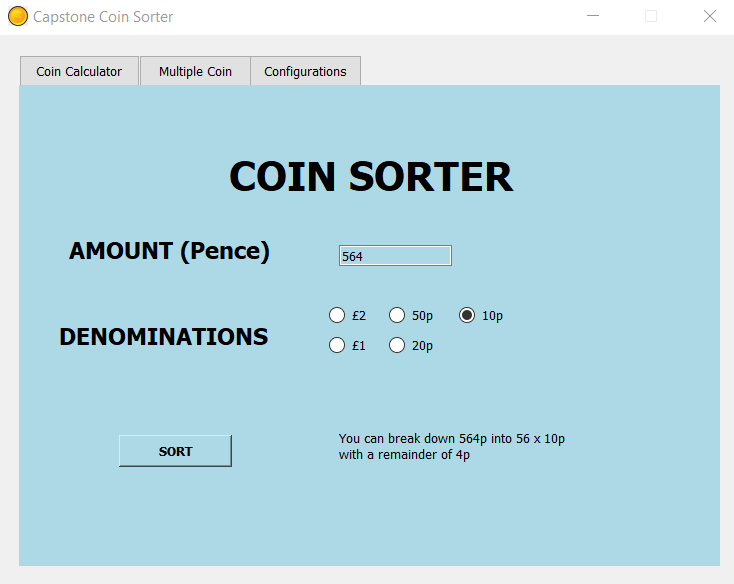 Capstone Coin Sorter
Coin Calculator Multiple Coin Configurations
COIN SORTER
AMOUNT (Pence) 564
£2 50p 10p
DENOMINATIONS
£1 20p
SORT
You can break down 564p into 56 x 10p
with a remainder of 4p